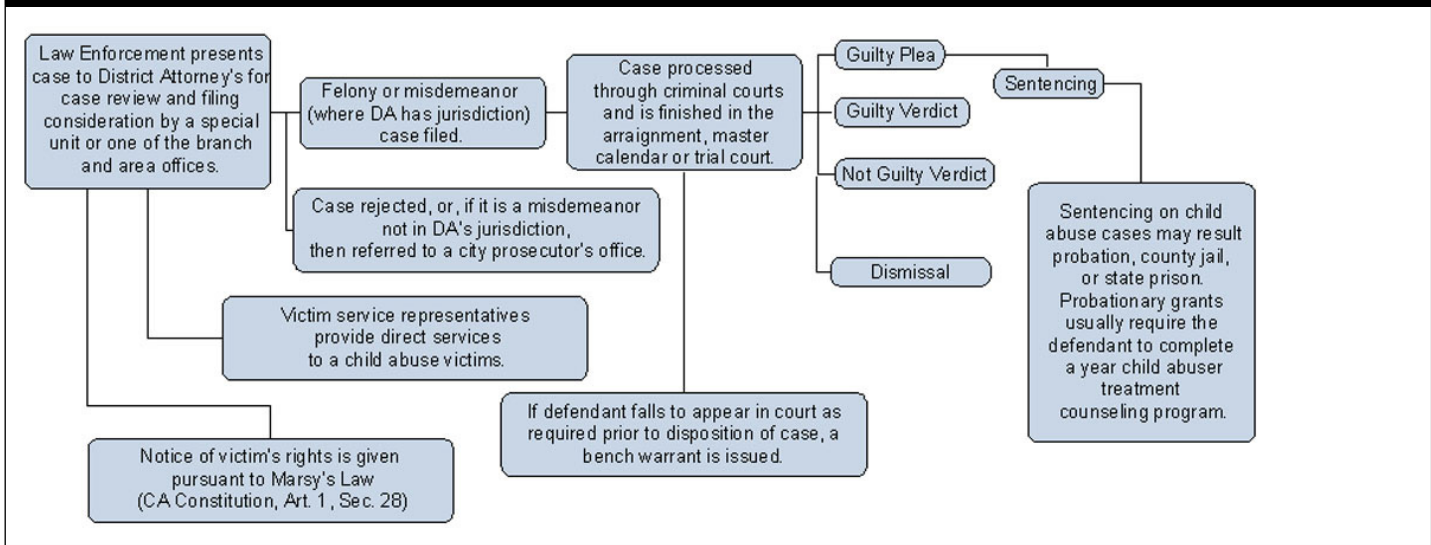 Law Enforcement presents
case to District Attorney's for
case review and filing
consideration by a special
unit or one of the branch
and area offices.
Felony or misdemeanor
(where DA has jurisdiction)
case filed.
Case processed
through criminal courts
and is finished in the
arraignment, master
calendar or trial court.
Guilty Plea
Sentencing
Guilty Verdict
Not Guilty Verdict
Dismissal
Case rejected, or, if it is a misdemeanor
not in DA's jurisdiction,
then referred to a city prosecutor's office.
Victim service representatives
provide direct services
to a child abuse victims.
Notice of victim's rights is given
pursuant to Marsy's Law
(CA Constitution, Art. 1, Sec. 28)
If defendant falls to appear in court as
required prior to disposition of case, a
bench warrant is issued.
Sentencing on child
abuse cases may result
probation, county jail,
or state prison.
Probationary grants
usually require the
defendant to complete
a year child abuser
treatment
counseling program.